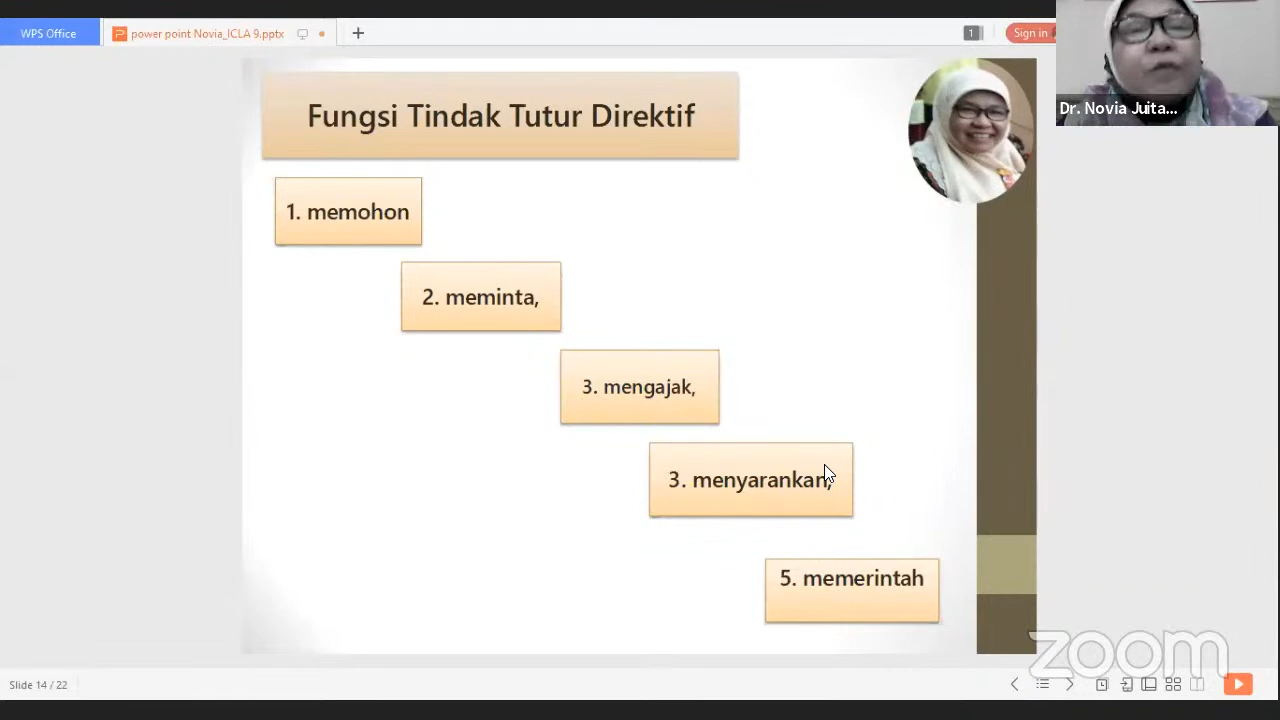 WPS Office
power point Novia_ICLA 9.pptx
1
Sign in
Dr. Novia Juita...
Fungsi Tindak Tutur Direktif
1. memohon
2. meminta,
3. mengajak,
3. menyarankan,
5. memerintah
zoom
Slide 14 / 22